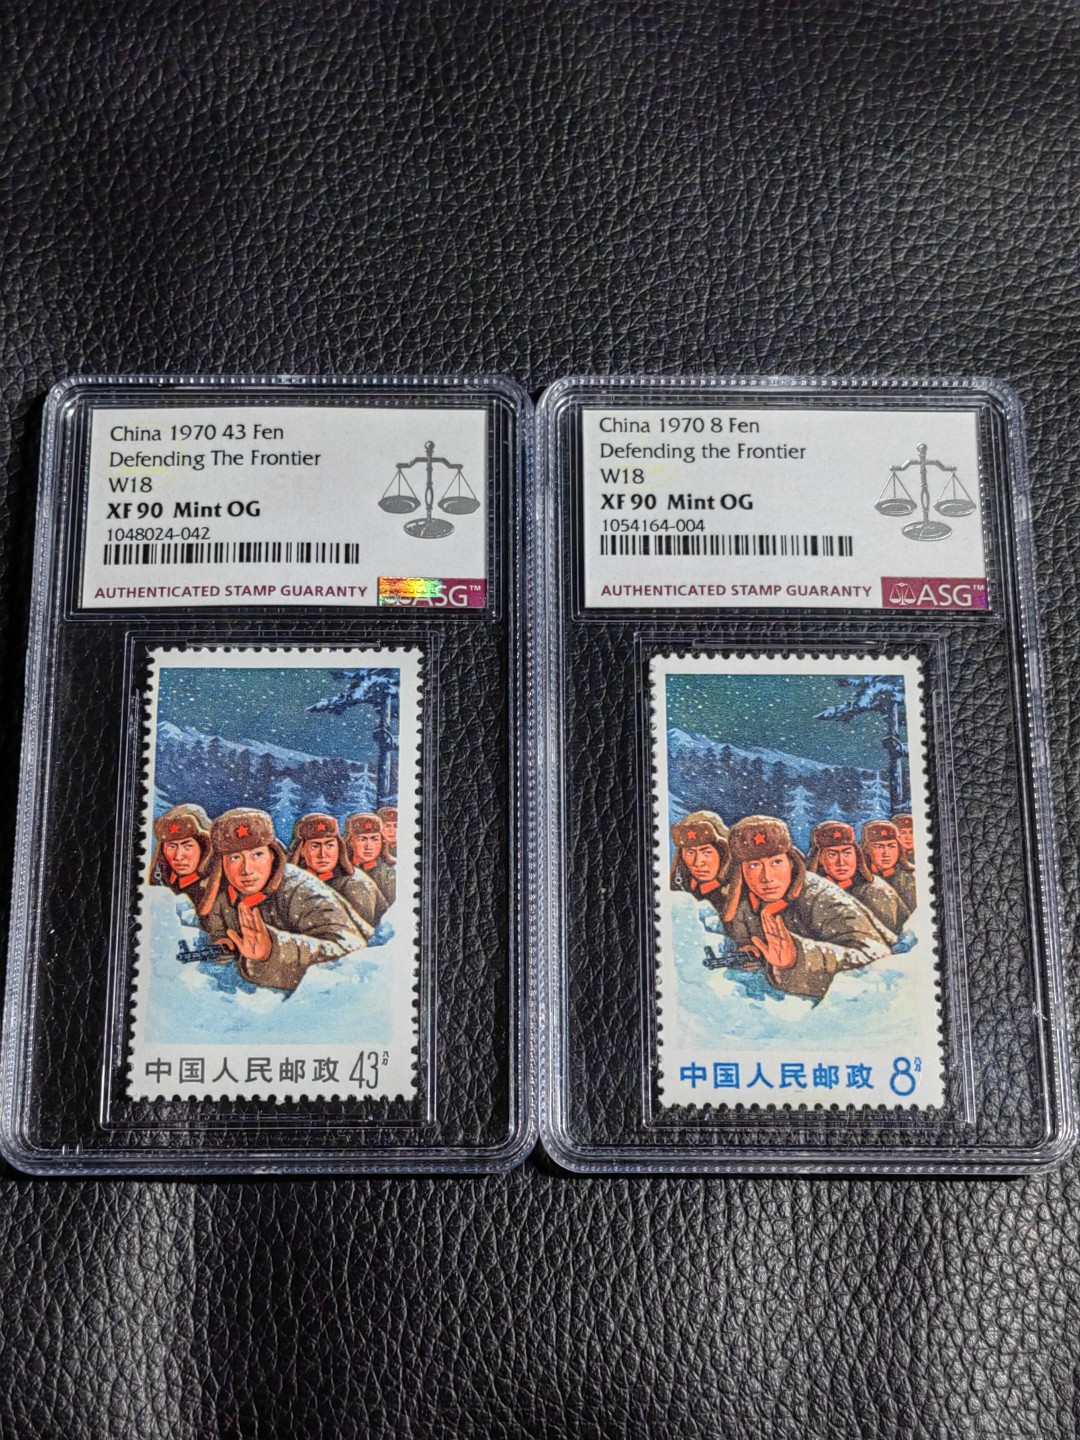 China 1970 43 Fen
Defending The Frontier
W18
XF 90 Mint OG
1048024-042
AUTHENTICATED STAMP GUARANTY ASG™
中国人民邮政 43分
China 1970 8 Fen
Defending the Frontier
W18
XF 90 Mint OG
1054164-004
AUTHENTICATED STAMP GUARANTY ASG™
中国人民邮政 8分